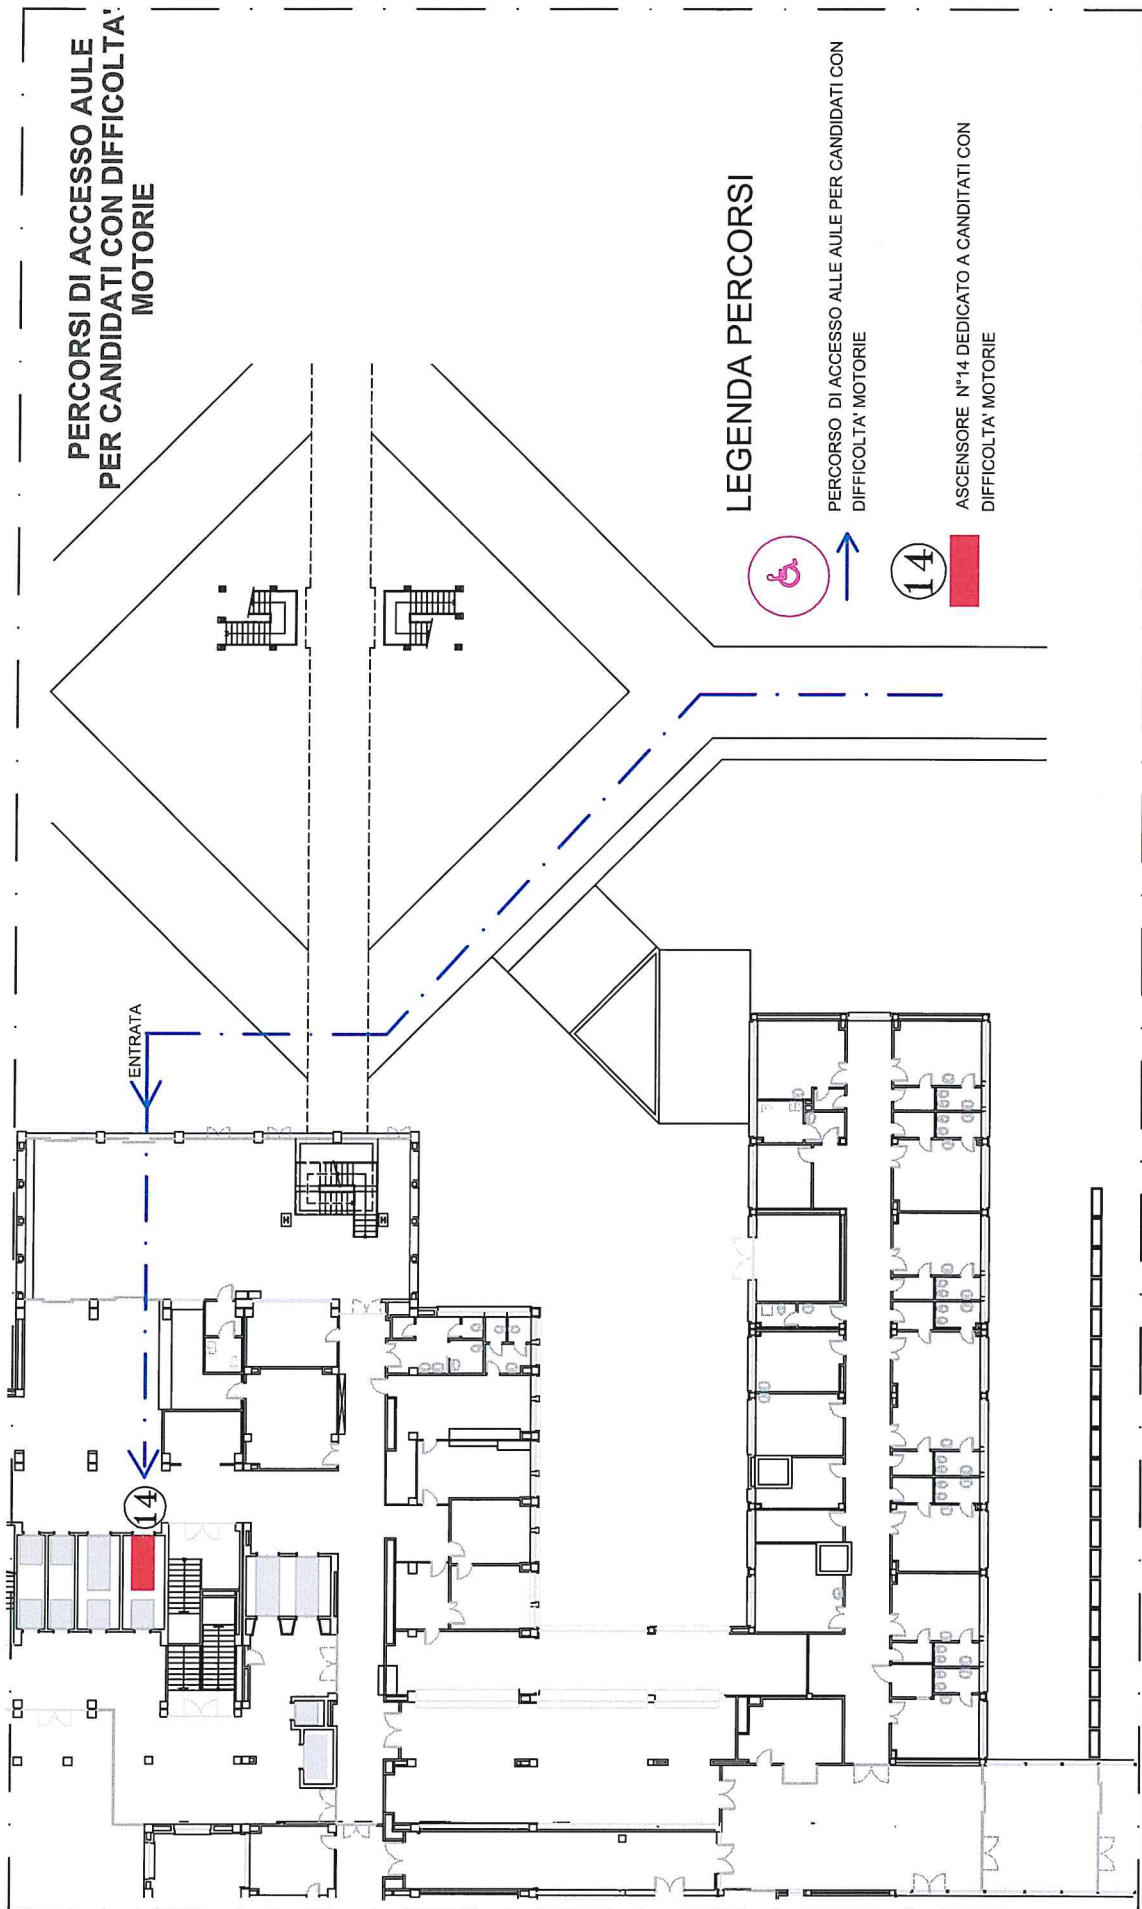 PERCORSI DI ACCESSO AULE
PER CANDIDATI CON DIFFICOLTA'
MOTORIE
ENTRATA
14
H
H
LEGENDA PERCORSI
PERCORSO DI ACCESSO ALLE AULE PER CANDIDATI CON
DIFFICOLTA' MOTORIE
14
ASCENSORE N°14 DEDICATO A CANDITATI CON
DIFFICOLTA' MOTORIE